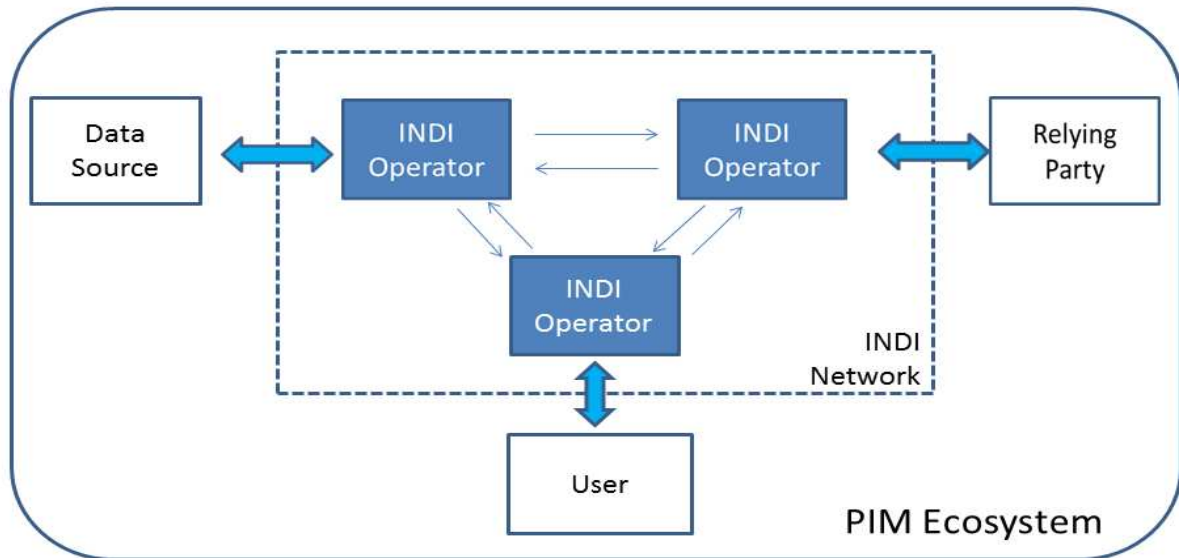 Data
Source
INDI
Operator
INDI
Operator
Relying
Party
INDI
Operator
INDI
Network
User
PIM Ecosystem